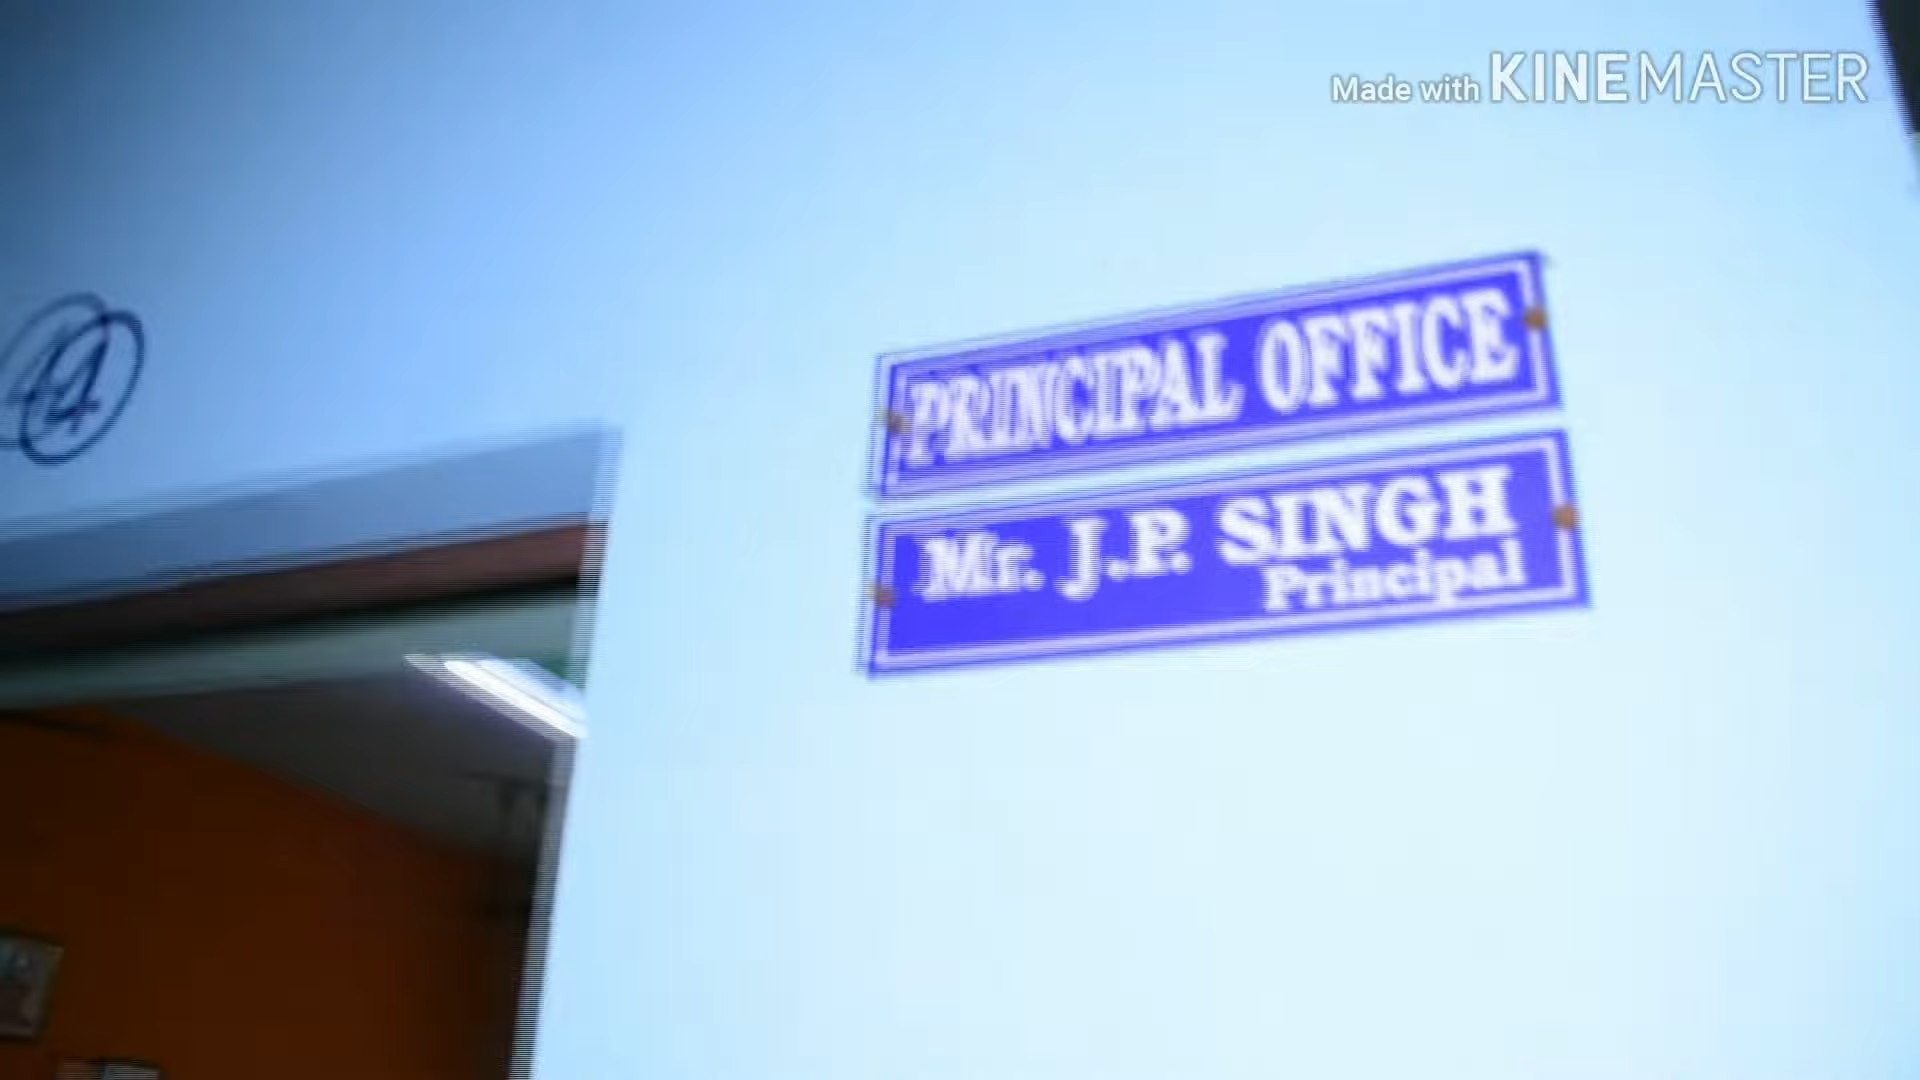 Made with KINEMASTER
PRINCIPAL OFFICE
Mr. J.P. SINGH
Principal